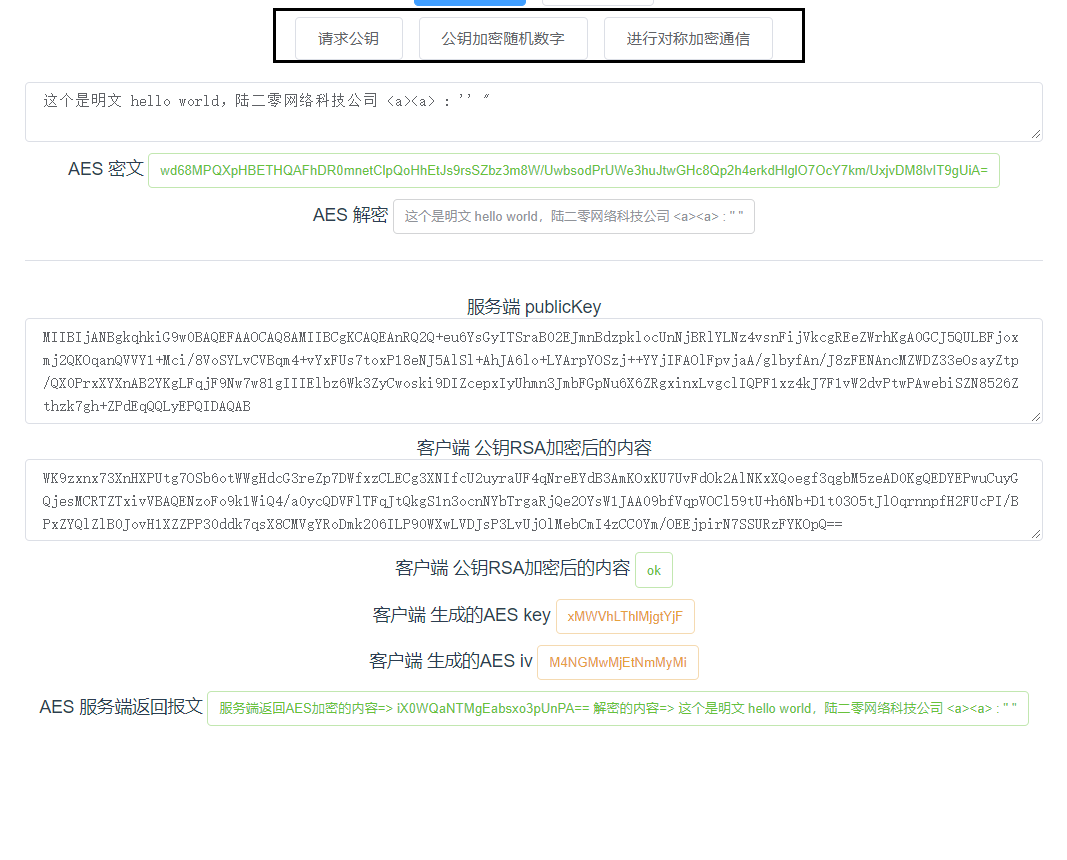 请求公钥 公钥加密随机数字 进行对称加密通信
这个是明文 hello world，陆二零网络科技公司 <a><a> : '' "
AES 密文 wd68MPQXpHBETHQAFhDR0mnetClpQoHhEtJs9rsSZbz3m8W/UwbsodPrUWe3huJtwGHc8Qp2h4erkdHlglO7OcY7km/UxjvDM8lvIT9gUiA=
AES 解密 这个是明文 hello world，陆二零网络科技公司 <a><a> : '' "
服务端 publicKey
MIIBIjANBgkqhkiG9w0BAQEFAAOCAQ8AMIIBCgKCAQEAnRQ2Q+eu6YsGyITSraB02EJmnBdzpklocUnNjBRlYLNz4vsnFijVkcgREeZWrhKgA0GCJ5QULBFjox
mj2QKOqanQVVY1+Mci/8VoSYLvCVBqm4+vYxFUs7toxP18eNJ5AlSl+AhJA6lo+LYArpYOSzj++YYjIFAOlFpvjaA/glbyfAn/J8zFENAncMZWDZ33eOsayZtp
/QX0PrxXYXnAB2YKgLFqjF9Nw7w81gIIIElbz6Wk3ZyCwoski9DIZcepxIyUhmn3JmbFGpNu6X6ZRgxinxLvgclIQPF1xz4kJ7F1vW2dvPtwPAwebiSZN8526Z
thzk7gh+ZPdEqQQLyEPQIDAQAB
客户端 公钥RSA加密后的内容
WK9zxnx73XnHXPUtg7OSb6otWWgHdcG3reZp7DWfxzCLECg3XNIfcU2uyraUF4qNreEYdB3AmKOxKU7UvFdOk2AlNKxXQoegf3qgbM5zeAD0KgQEDYEPwuCuyG
QjesMCRTZTxivVBAQENzoFo9k1WiQ4/a0ycQDVFlTFqJtQkgS1n3ocnNYbTrgaRjQe2OYsW1JAA09bfVqpVOCl59tU+h6Nb+D1t03O5tJlOqrnnpfH2FUcPI/B
PxZYQlZlB0JovH1XZZPP30ddk7qsX8CMVgYRoDmk206ILP90WXwLVDJsP3LvUjOlMebCmI4zCC0Ym/OEEjpirN7SSURzFYKOpQ==
客户端 公钥RSA加密后的内容 ok
客户端 生成的AES key xMWVhLThlMjgtYjF
客户端 生成的AES iv M4NGMwMjEtNmMyMi
AES 服务端返回报文 服务端返回AES加密的内容=> iX0WQaNTMgEabsxo3pUnPA== 解密的内容=> 这个是明文 hello world，陆二零网络科技公司 <a><a> : '' "